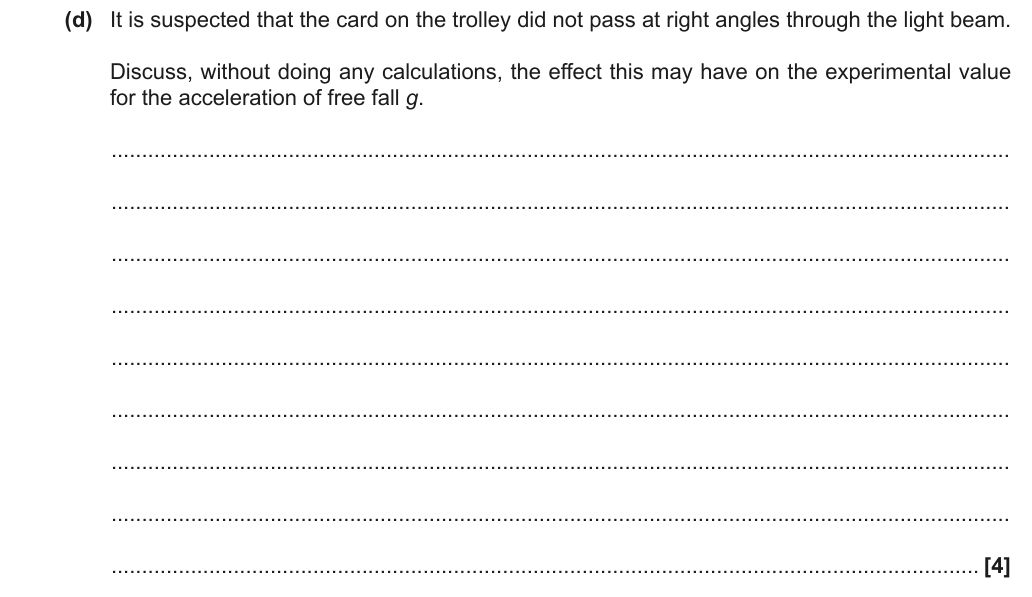 (d) It is suspected that the card on the trolley did not pass at right angles through the light beam.
Discuss, without doing any calculations, the effect this may have on the experimental value
for the acceleration of free fall g.
[4]